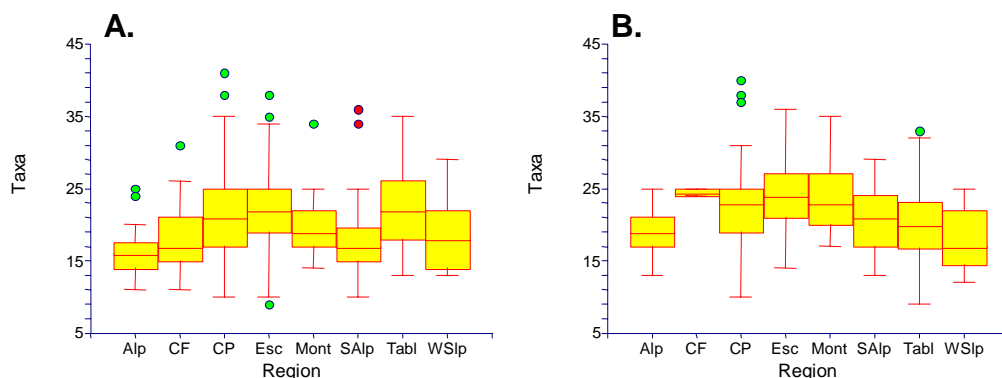 A.
45
35
25
15
5
Taxa
Alp CF CP Esc Mont SAlp Tabl WSlp
Region
B.
45
35
25
15
5
Taxa
Alp CF CP Esc Mont SAlp Tabl WSlp
Region